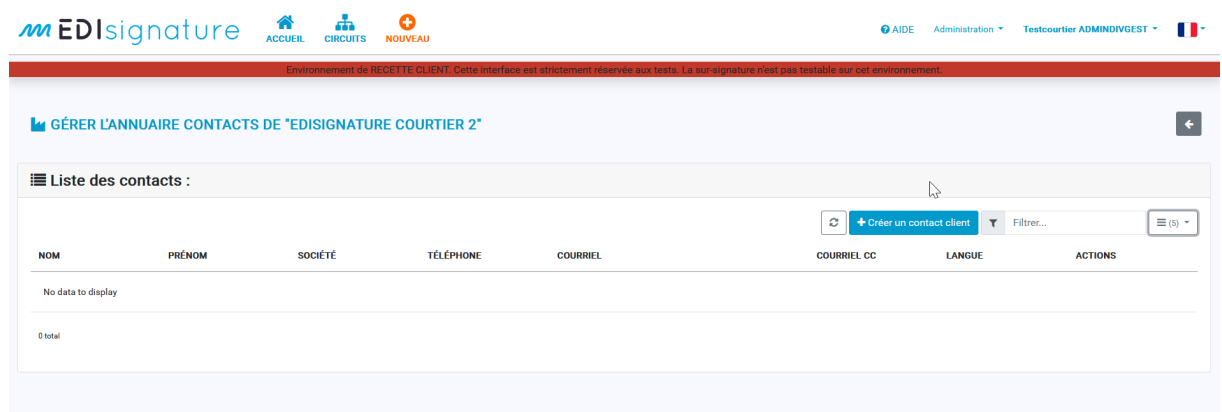 EDIsignature
ACCUEIL CIRCUITS NOUVEAU
AIDE Administration Testcourtier ADMINDIVGEST
Environnement de RECETTE CLIENT. Cette interface est strictement réservée aux tests. La sur-signature n'est pas testable sur cet environnement.
GÉRER L'ANNUAIRE CONTACTS DE "EDISIGNATURE COURTIER 2"
Liste des contacts :
Créer un contact client Filtrer... (5)
NOM PRÉNOM SOCIÉTÉ TÉLÉPHONE COURRIEL COURRIEL CC LANGUE ACTIONS
No data to display
0 total